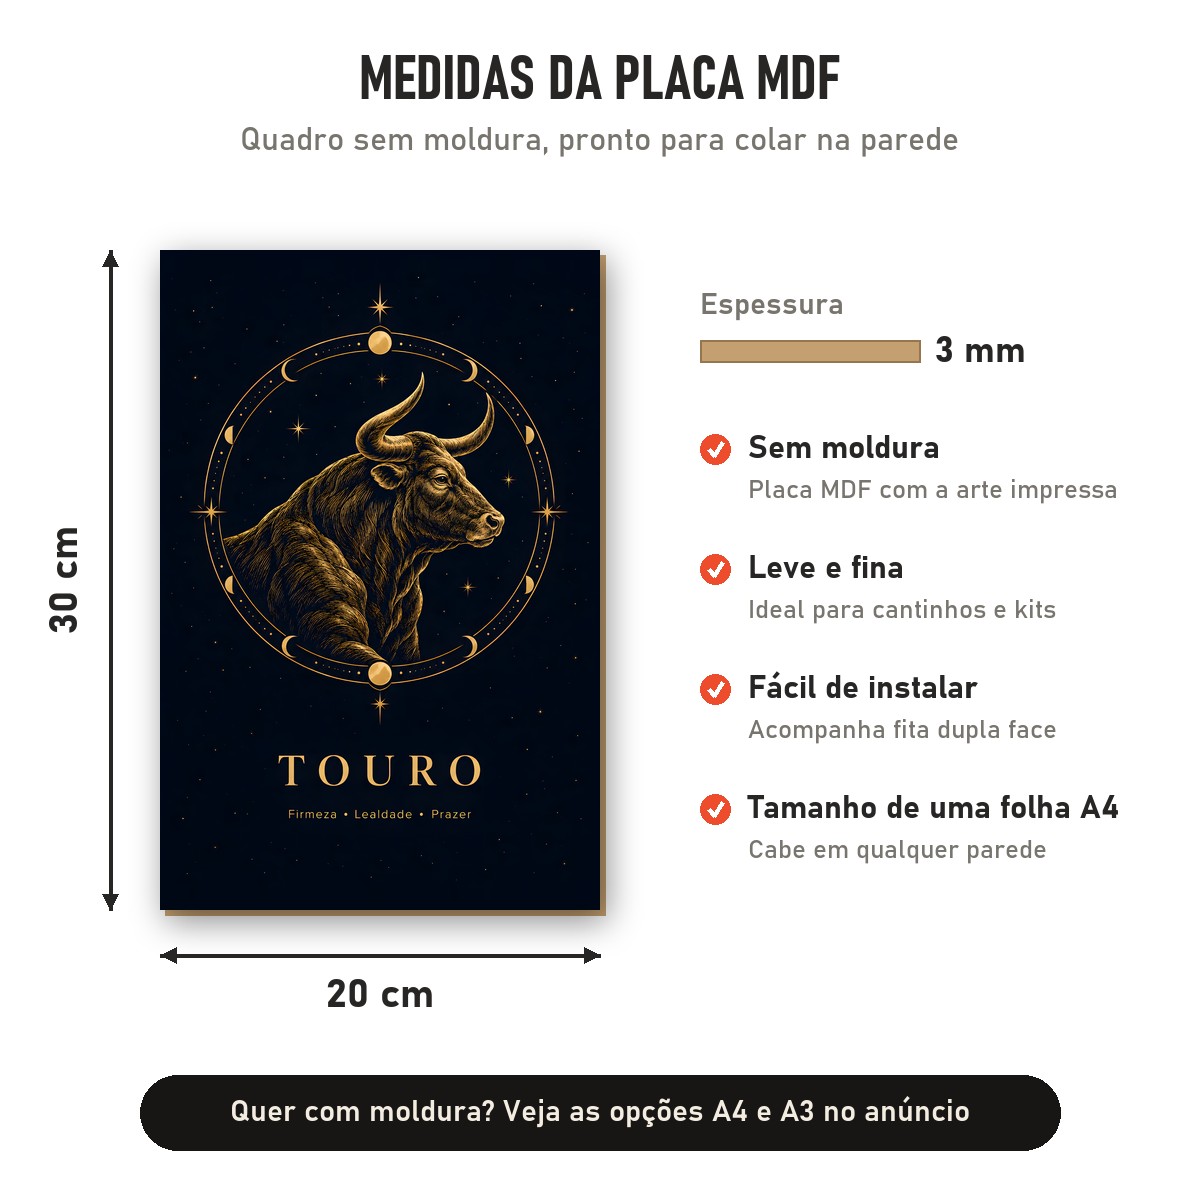 MEDIDAS DA PLACA MDF
Quadro sem moldura, pronto para colar na parede
30 cm
TOURO
Firmeza • Lealdade • Prazer
20 cm
Espessura
3 mm
Sem moldura
Placa MDF com a arte impressa
Leve e fina
Ideal para cantinhos e kits
Fácil de instalar
Acompanha fita dupla face
Tamanho de uma folha A4
Cabe em qualquer parede
Quer com moldura? Veja as opções A4 e A3 no anúncio